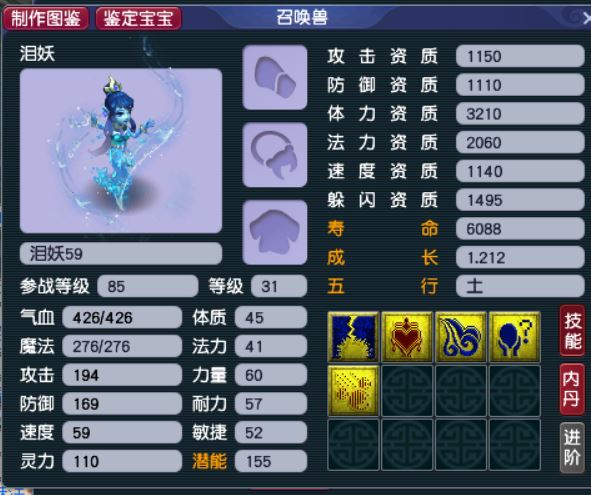 制作图鉴 鉴定宝宝 召唤兽
泪妖
泪妖59
参战等级 85 等级 31
气血 426/426 体质 45
魔法 276/276 法力 41
攻击 194 力量 60
防御 169 耐力 57
速度 59 敏捷 52
灵力 110 潜能 155
攻击资质 1150
防御资质 1110
体力资质 3210
法力资质 2060
速度资质 1140
躲闪资质 1495
寿命 6088
成长 1.212
五行 土
?
技能
内丹
进阶